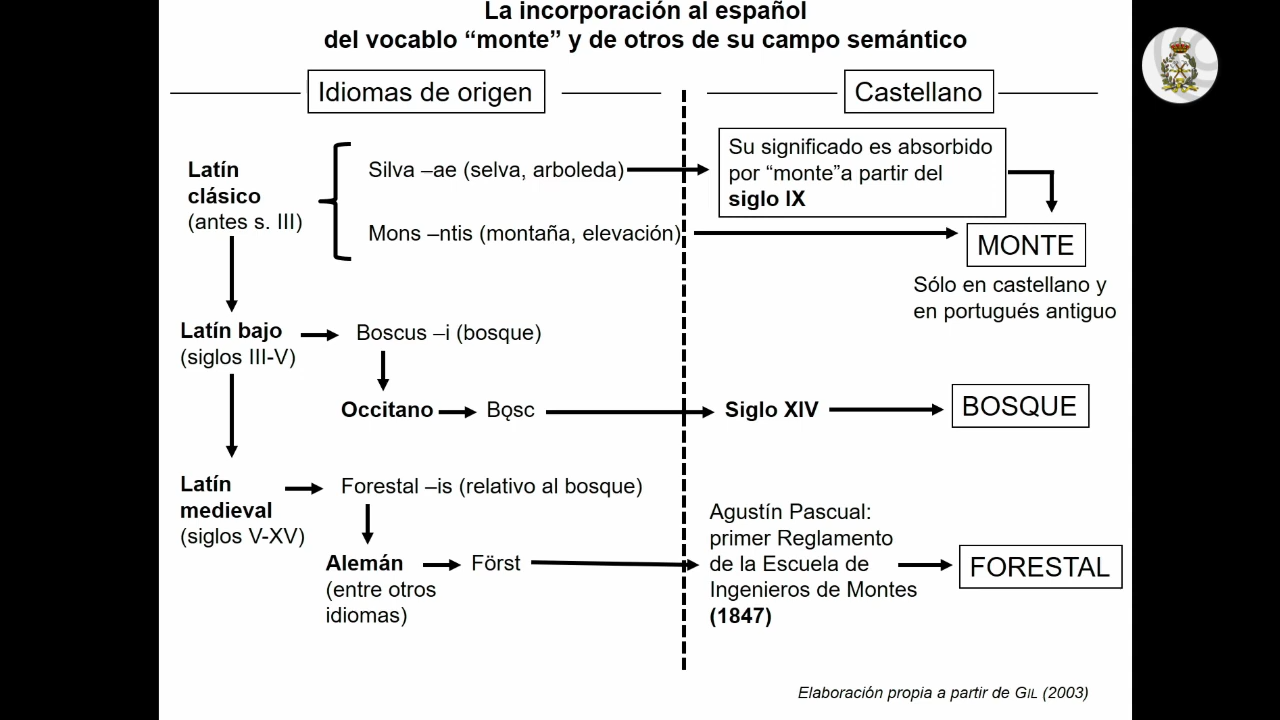 La incorporación al español
del vocablo “monte” y de otros de su campo semántico
Idiomas de origen
Castellano
Latín
clásico
(antes s. III)
Silva –ae (selva, arboleda)
Mons –ntis (montaña, elevación)
Su significado es absorbido
por “monte”a partir del
siglo IX
MONTE
Sólo en castellano y
en portugués antiguo
Latín bajo
(siglos III-V)
Boscus –i (bosque)
Occitano
Bǫsc
Siglo XIV
BOSQUE
Latín
medieval
(siglos V-XV)
Forestal –is (relativo al bosque)
Alemán
(entre otros
idiomas)
Först
Agustín Pascual:
primer Reglamento
de la Escuela de
Ingenieros de Montes
(1847)
FORESTAL
Elaboración propia a partir de GIL (2003)